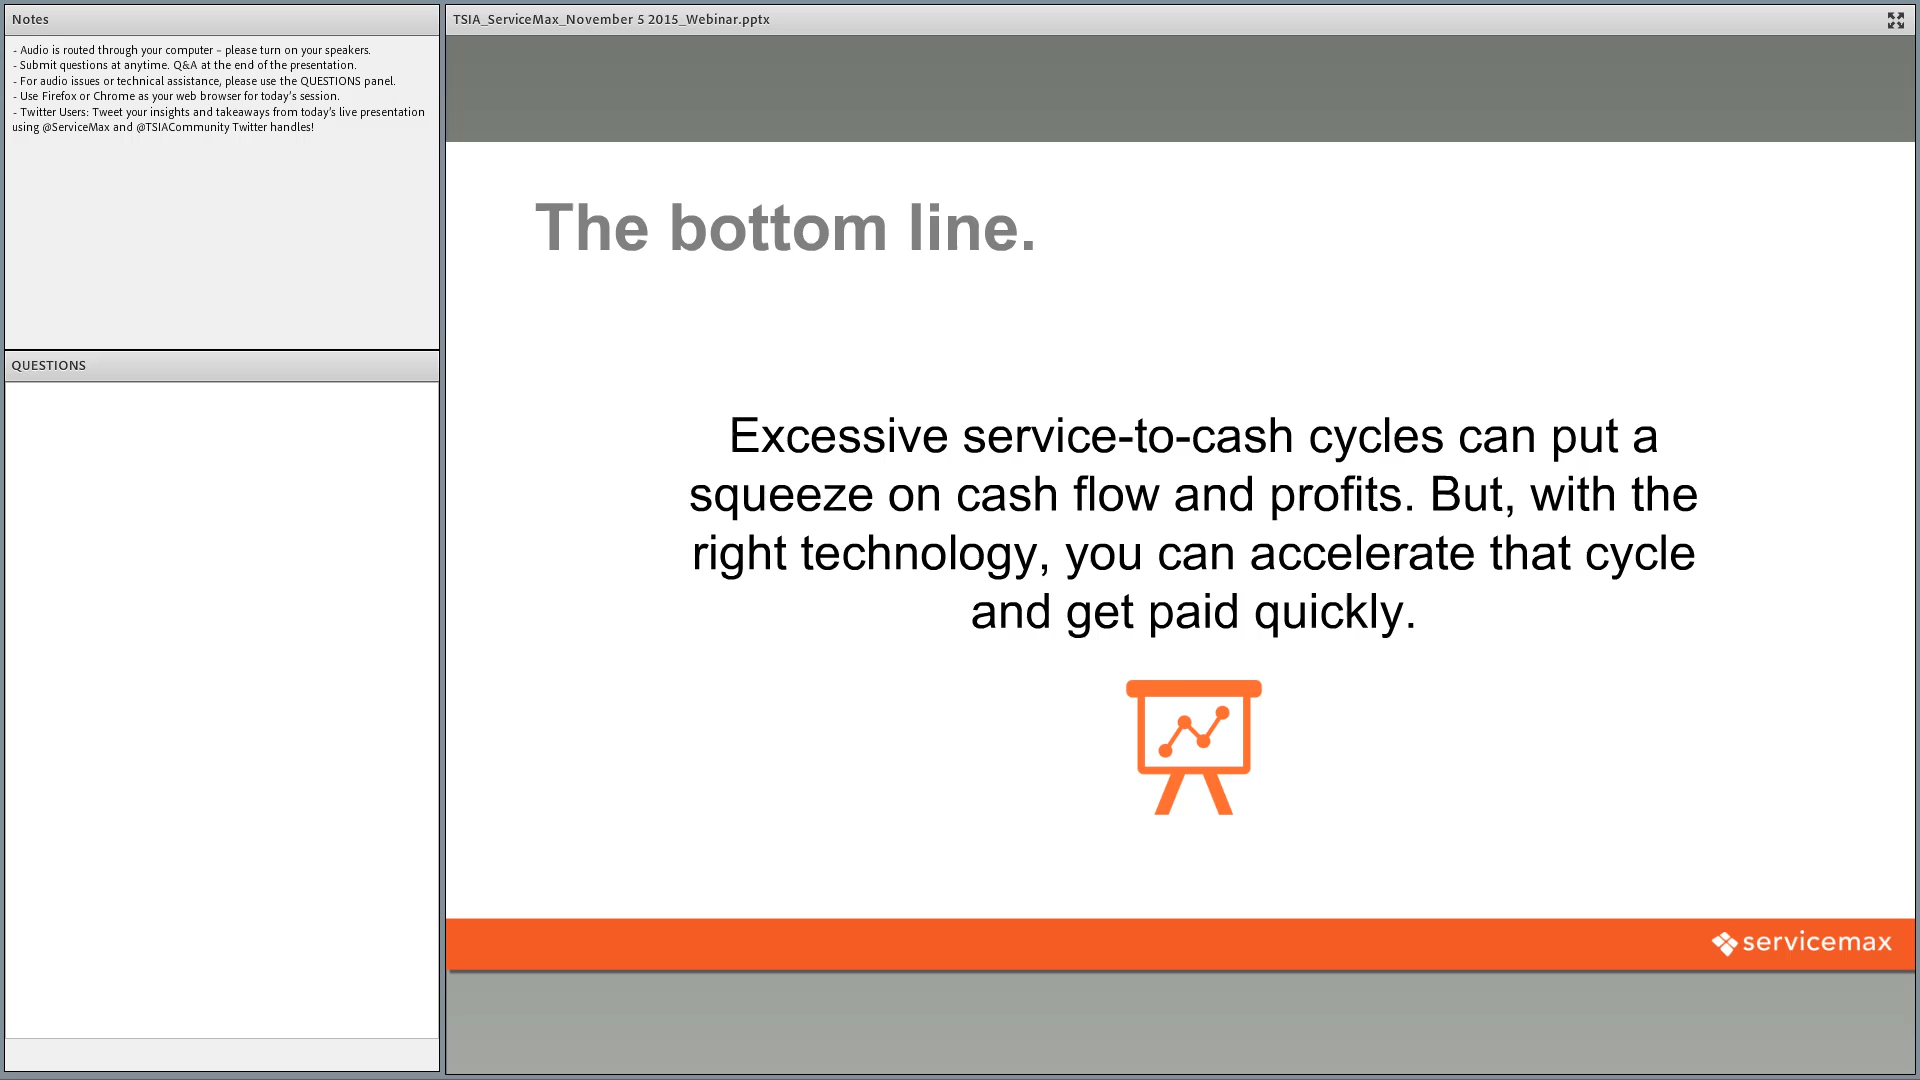 Notes
- Audio is routed through your computer – please turn on your speakers.
- Submit questions at anytime. Q&A at the end of the presentation.
- For audio issues or technical assistance, please use the QUESTIONS panel.
- Use Firefox or Chrome as your web browser for today's session.
- Twitter Users: Tweet your insights and takeaways from today's live presentation
using @ServiceMax and @TSIACommunity Twitter handles!
QUESTIONS
TSIA_ServiceMax_November 5 2015_Webinar.pptx
The bottom line.
Excessive service-to-cash cycles can put a
squeeze on cash flow and profits. But, with the
right technology, you can accelerate that cycle
and get paid quickly.
servicemax